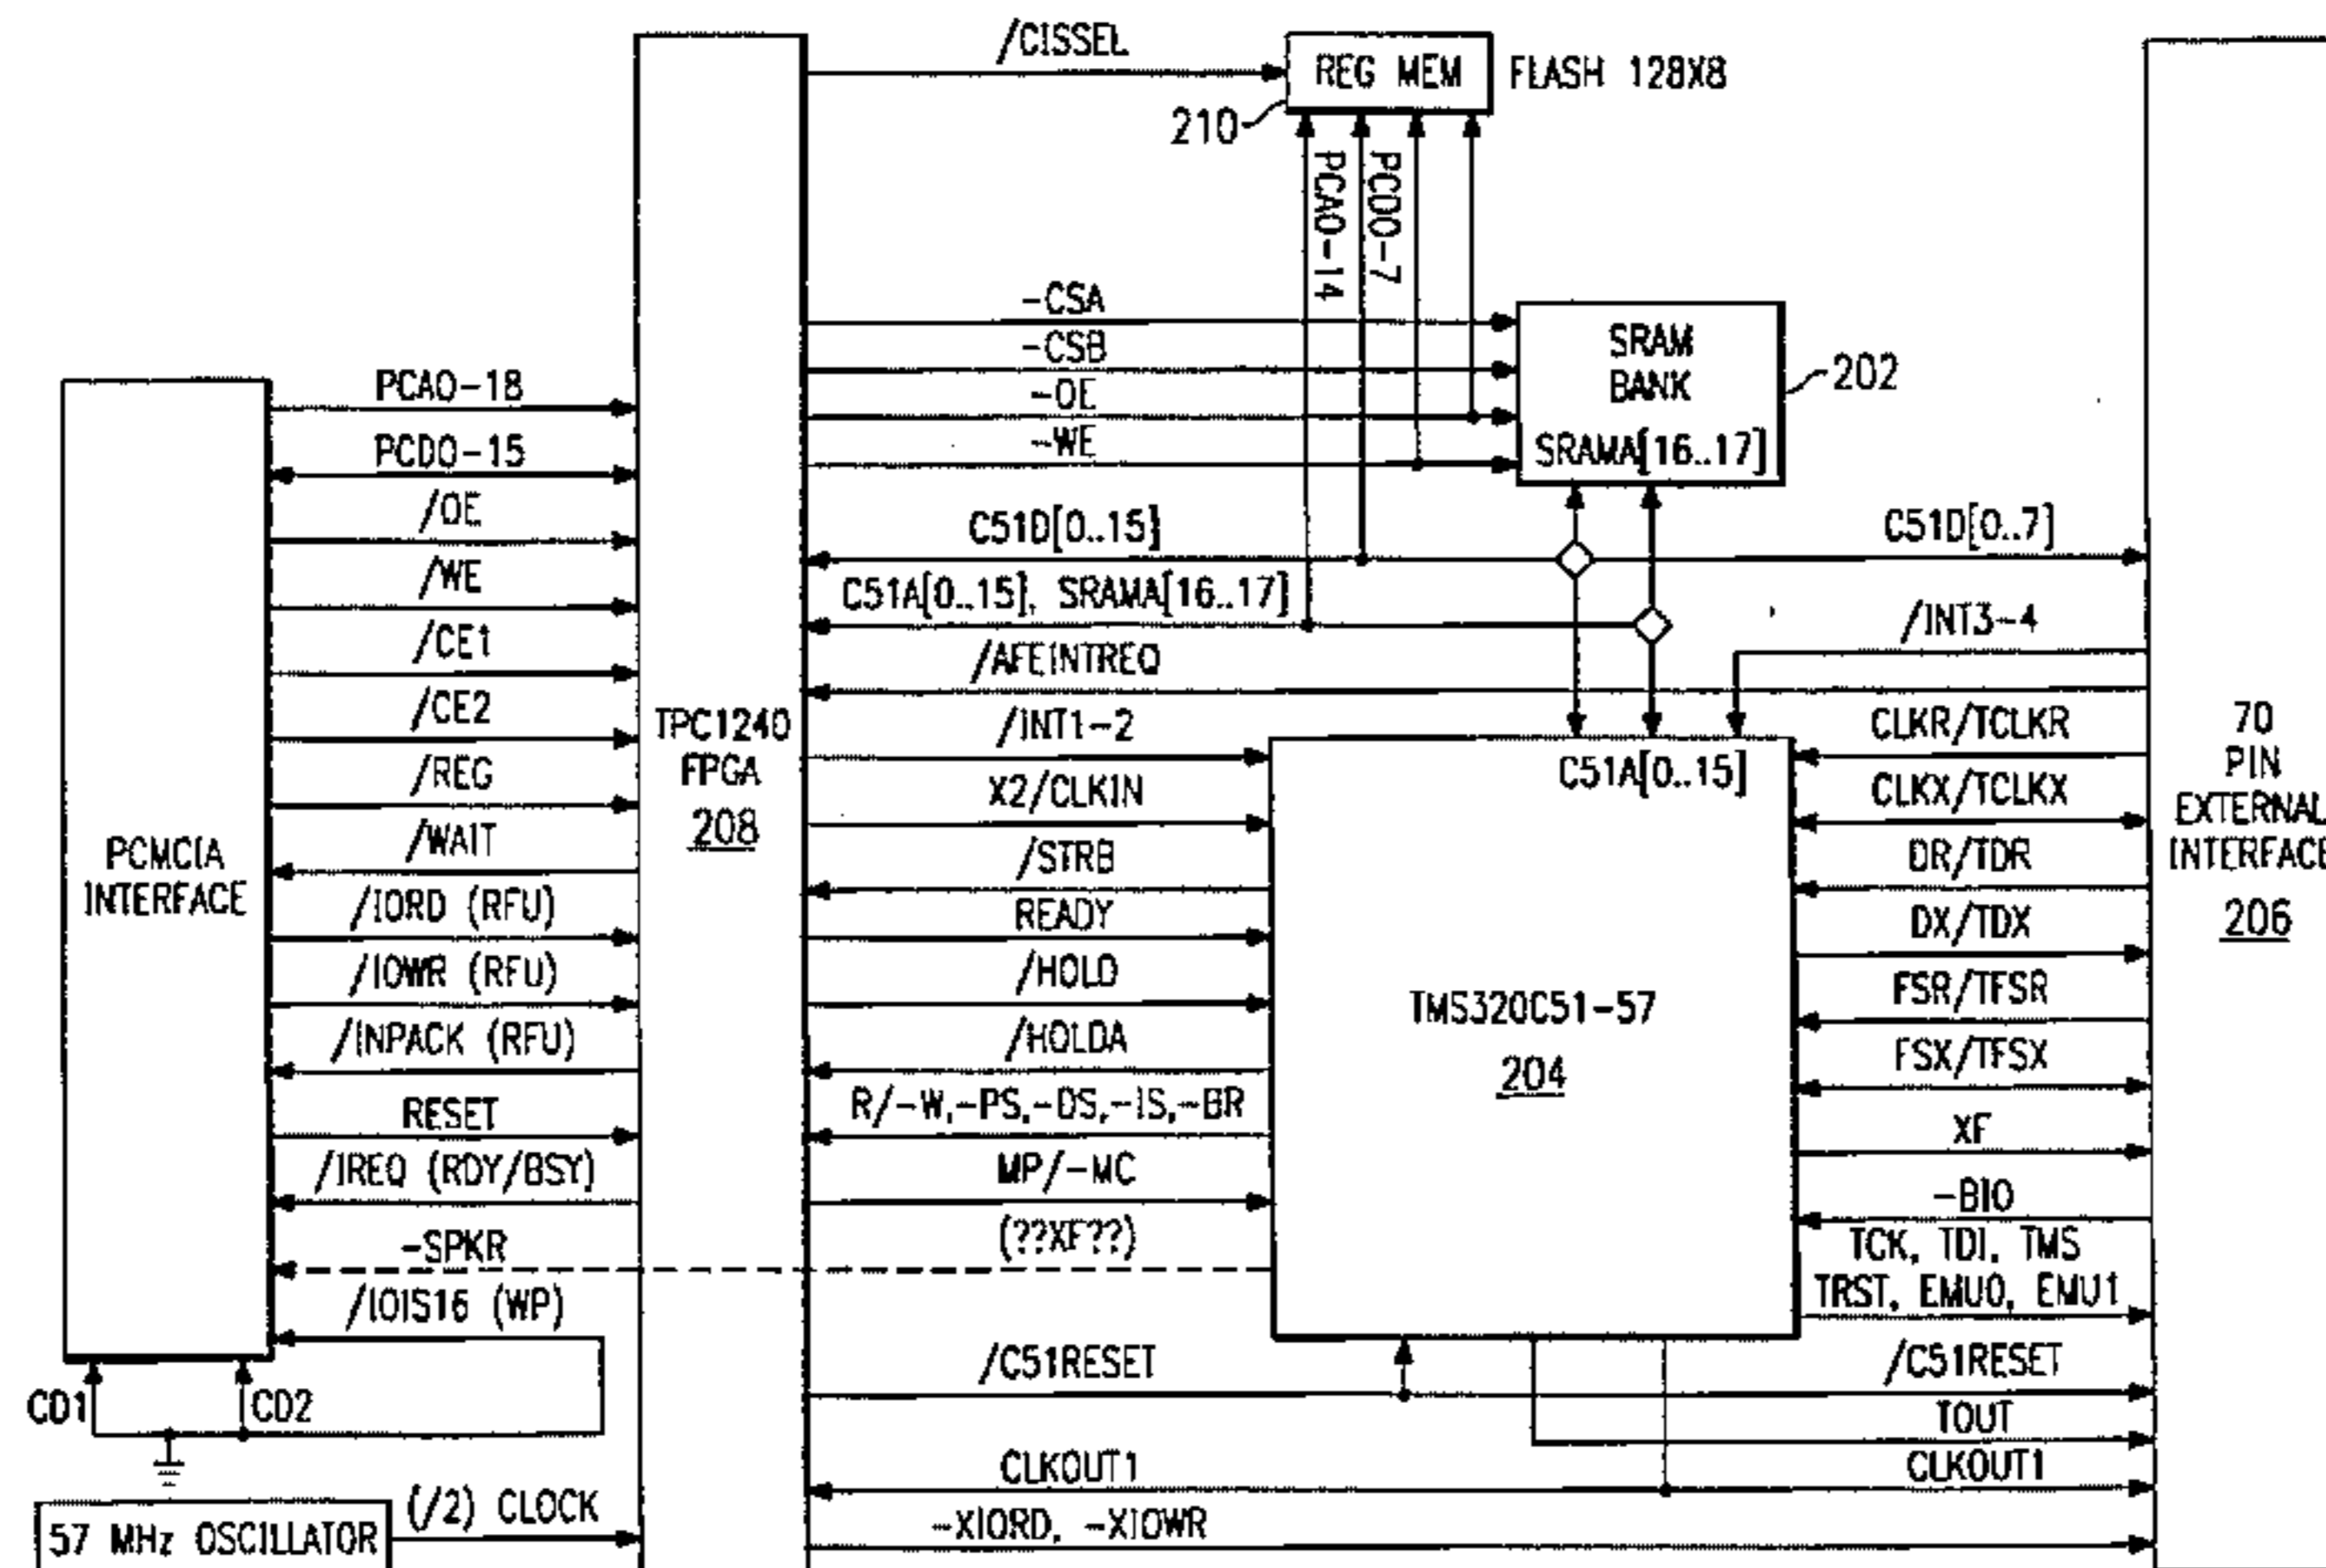 /CISSEL
REG MEM
FLASH 128X8
210
PCA0-14
PCD0-7
-CSA
-CSB
-OE
-WE
SRAM
BANK
SRAMA[16..17]
202
PCA0-18
PCD0-15
/OE
/WE
/CE1
/CE2
/REG
/WAIT
/IORD (RFU)
/IOWR (RFU)
/INPACK (RFU)
RESET
/IREQ (RDY/BSY)
-SPKR
/IOIS16 (WP)
PCMCIA
INTERFACE
CD1
CD2
57 MHz OSCILLATOR
(/2) CLOCK
TPC1240
FPGA
208
C51D[0..15]
C51D[0..7]
C51A[0..15], SRAMA[16..17]
/AFEINTREQ
/INT3-4
/INT1-2
X2/CLKIN
/STRB
READY
/HOLD
/HOLDA
R/-W,-PS,-DS,-IS,-BR
MP/-MC
(??XF??)
C51A[0..15]
TMS320C51-57
204
CLKR/TCLKR
CLKX/TCLKX
DR/TDR
DX/TDX
FSR/TFSR
FSX/TFSX
XF
-BIO
TCK, TDI, TMS
TRST, EMU0, EMU1
/C51RESET
/C51RESET
TOUT
CLKOUT1
CLKOUT1
-XIORD, -XIOWR
70
PIN
EXTERNAL
INTERFACE
206